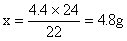 x = 4.4 × 24 / 22 = 4.8g